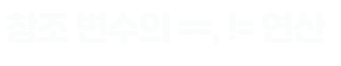 참조 변수의 ==, != 연산